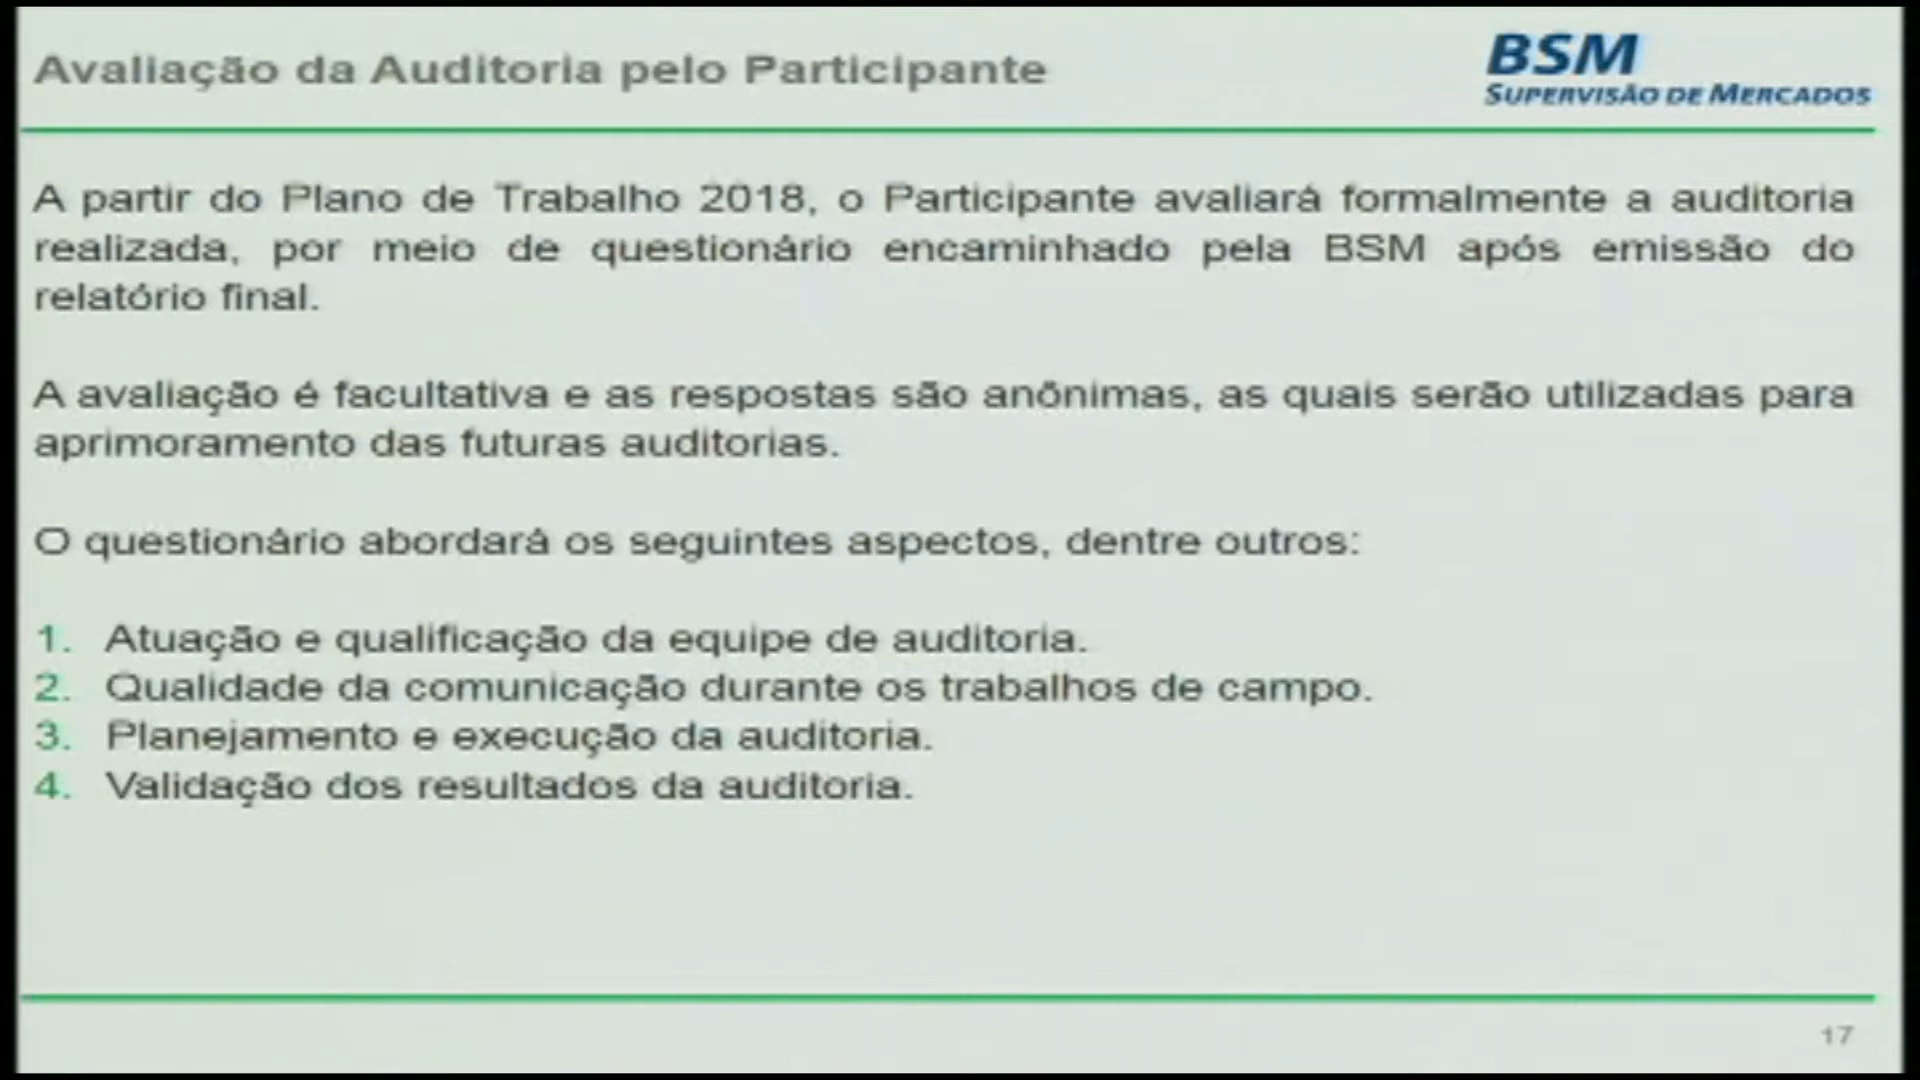 Avaliação da Auditoria pelo Participante
BSM
SUPERVISÃO DE MERCADOS
A partir do Plano de Trabalho 2018, o Participante avaliará formalmente a auditoria
realizada, por meio de questionário encaminhado pela BSM após emissão do
relatório final.
A avaliação é facultativa e as respostas são anônimas, as quais serão utilizadas para
aprimoramento das futuras auditorias.
O questionário abordará os seguintes aspectos, dentre outros:
1. Atuação e qualificação da equipe de auditoria.
2. Qualidade da comunicação durante os trabalhos de campo.
3. Planejamento e execução da auditoria.
4. Validação dos resultados da auditoria.
17